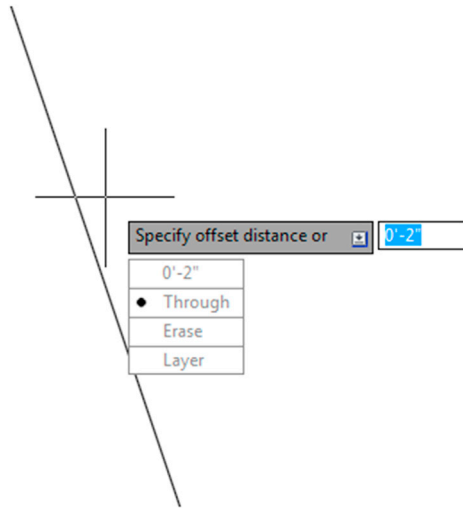 Specify offset distance or 0'-2"
0'-2"
Through
Erase
Layer